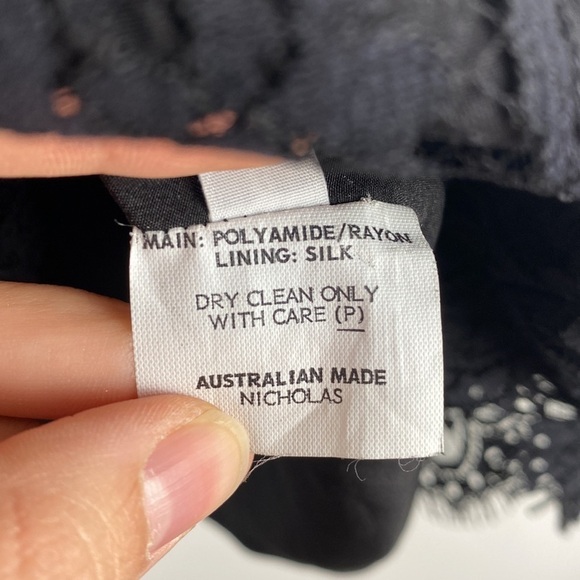 MAIN: POLYAMIDE/RAYON
LINING: SILK
DRY CLEAN ONLY
WITH CARE (P)
AUSTRALIAN MADE
NICHOLAS